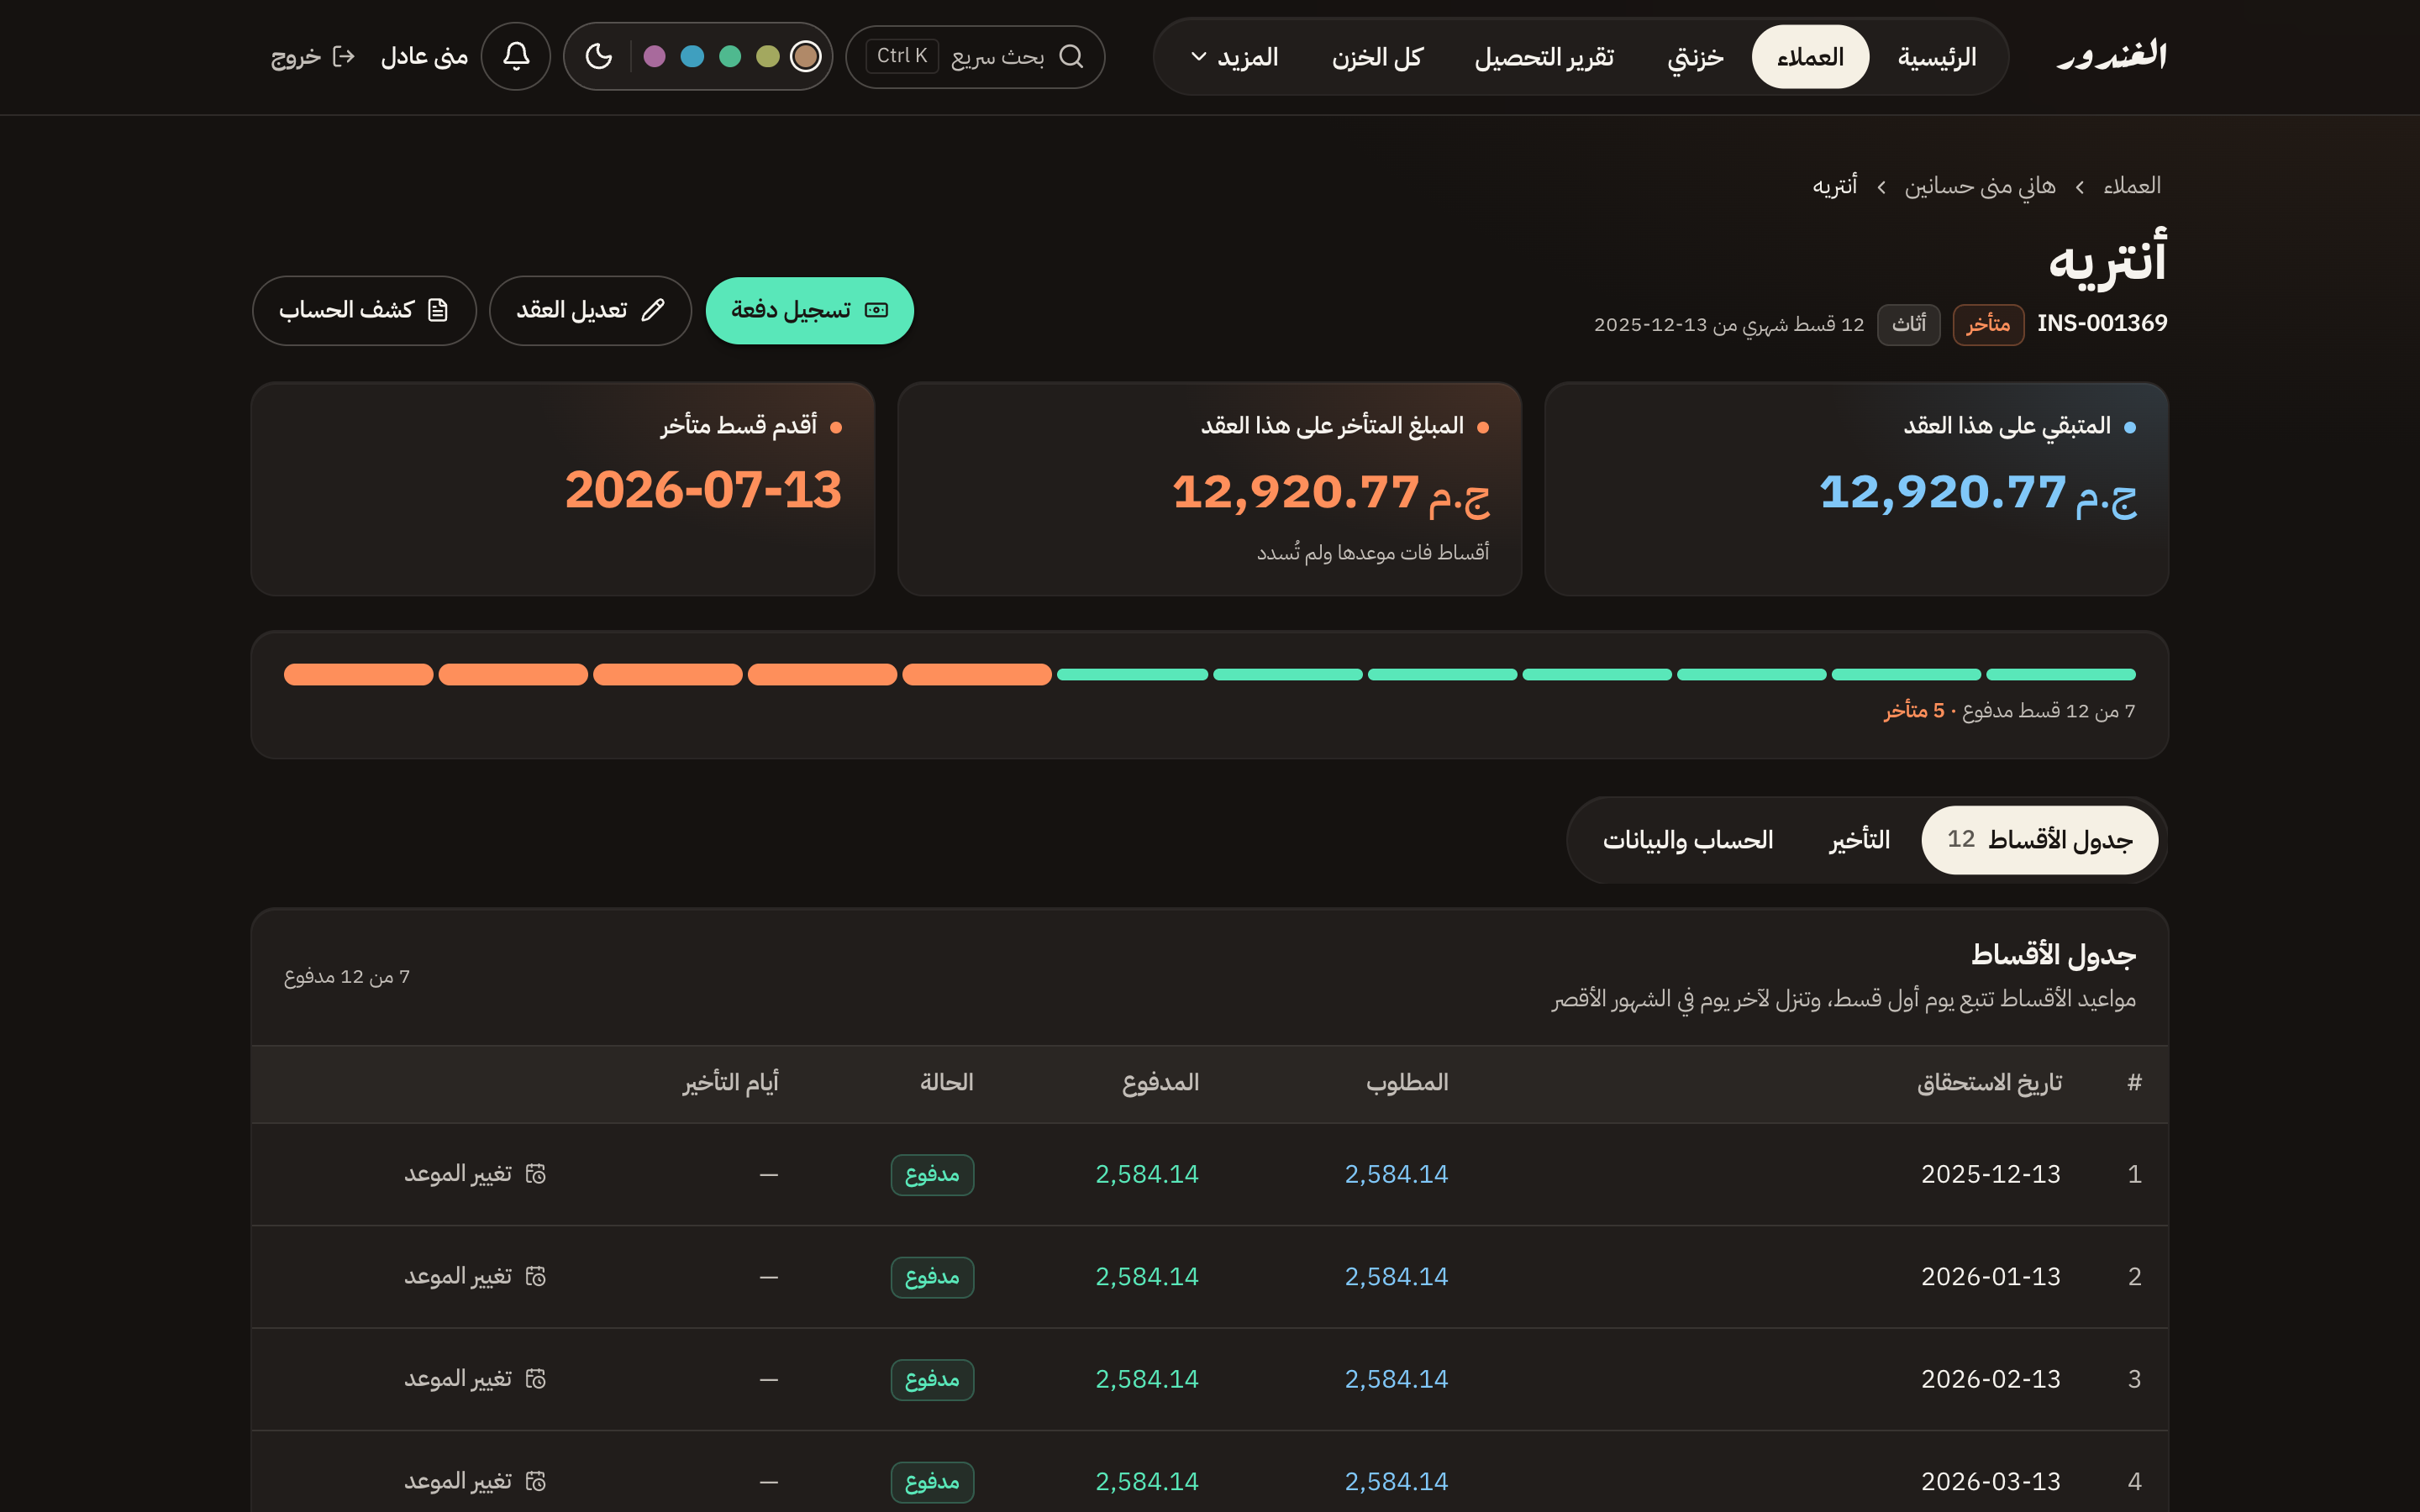 الغندور
الرئيسية العملاء خزنتي تقرير التحصيل كل الخزن المزيد بحث سريع Ctrl K منى عادل خروج
العملاء › هاني منى حسانين › أنتريه
أنتريه
INS-001369 متأخر أثاث 12 قسط شهري من 13-12-2025
تسجيل دفعة تعديل العقد كشف الحساب
المتبقي على هذا العقد
ج.م 12,920.77
المبلغ المتأخر على هذا العقد
ج.م 12,920.77
أقساط فات موعدها ولم تُسدد
أقدم قسط متأخر
2026-07-13
7 من 12 قسط مدفوع · 5 متأخر
جدول الأقساط 12 التأخير الحساب والبيانات
جدول الأقساط
مواعيد الأقساط تتبع يوم أول قسط، وتنزل لآخر يوم في الشهور الأقصر
7 من 12 مدفوع
# تاريخ الاستحقاق المطلوب المدفوع الحالة أيام التأخير
1 2025-12-13 2,584.14 2,584.14 مدفوع — تغيير الموعد
2 2026-01-13 2,584.14 2,584.14 مدفوع — تغيير الموعد
3 2026-02-13 2,584.14 2,584.14 مدفوع — تغيير الموعد
4 2026-03-13 2,584.14 2,584.14 مدفوع — تغيير الموعد